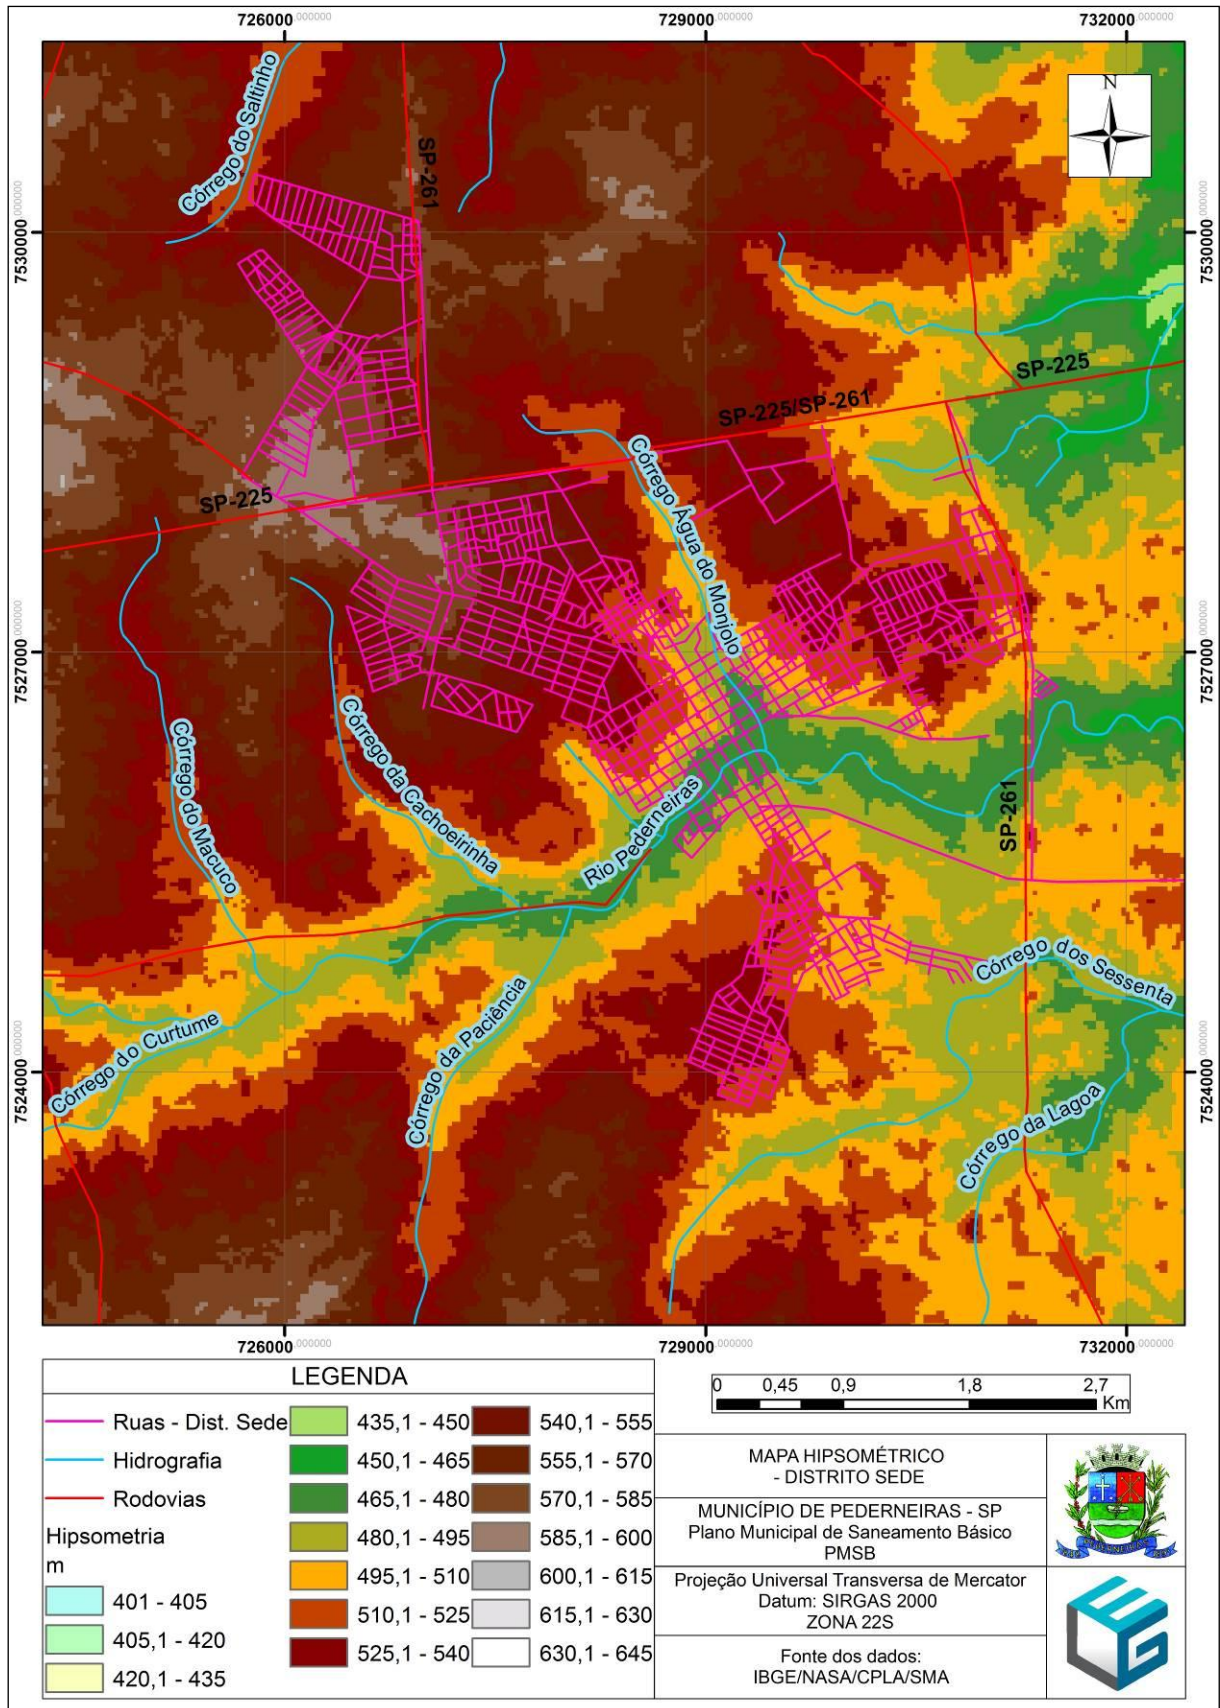 726000,000000
729000,000000
732000,000000
7530000,000000
7530000,000000
7527000,000000
7527000,000000
7524000,000000
7524000,000000
N
Córrego do Saltinho
SP-261
SP-225
SP-225/SP-261
SP-225
Córrego Água do Monjolo
Córrego do Macuco
Córrego da Cachoeirinha
Rio Pederneiras
SP-261
Córrego dos Sessenta
Córrego do Curtume
Córrego da Paciência
Córrego da Lagoa
726000,000000
729000,000000
732000,000000
LEGENDA
Ruas - Dist. Sede
Hidrografia
Rodovias
Hipsometria
m
401 - 405
405,1 - 420
420,1 - 435
435,1 - 450
450,1 - 465
465,1 - 480
480,1 - 495
495,1 - 510
510,1 - 525
525,1 - 540
540,1 - 555
555,1 - 570
570,1 - 585
585,1 - 600
600,1 - 615
615,1 - 630
630,1 - 645
0 0,45 0,9 1,8 2,7
Km
MAPA HIPSOMÉTRICO
- DISTRITO SEDE
MUNICÍPIO DE PEDERNEIRAS - SP
Plano Municipal de Saneamento Básico
PMSB
Projeção Universal Transversa de Mercator
Datum: SIRGAS 2000
ZONA 22S
Fonte dos dados:
IBGE/NASA/CPLA/SMA
PEDERNEIRAS